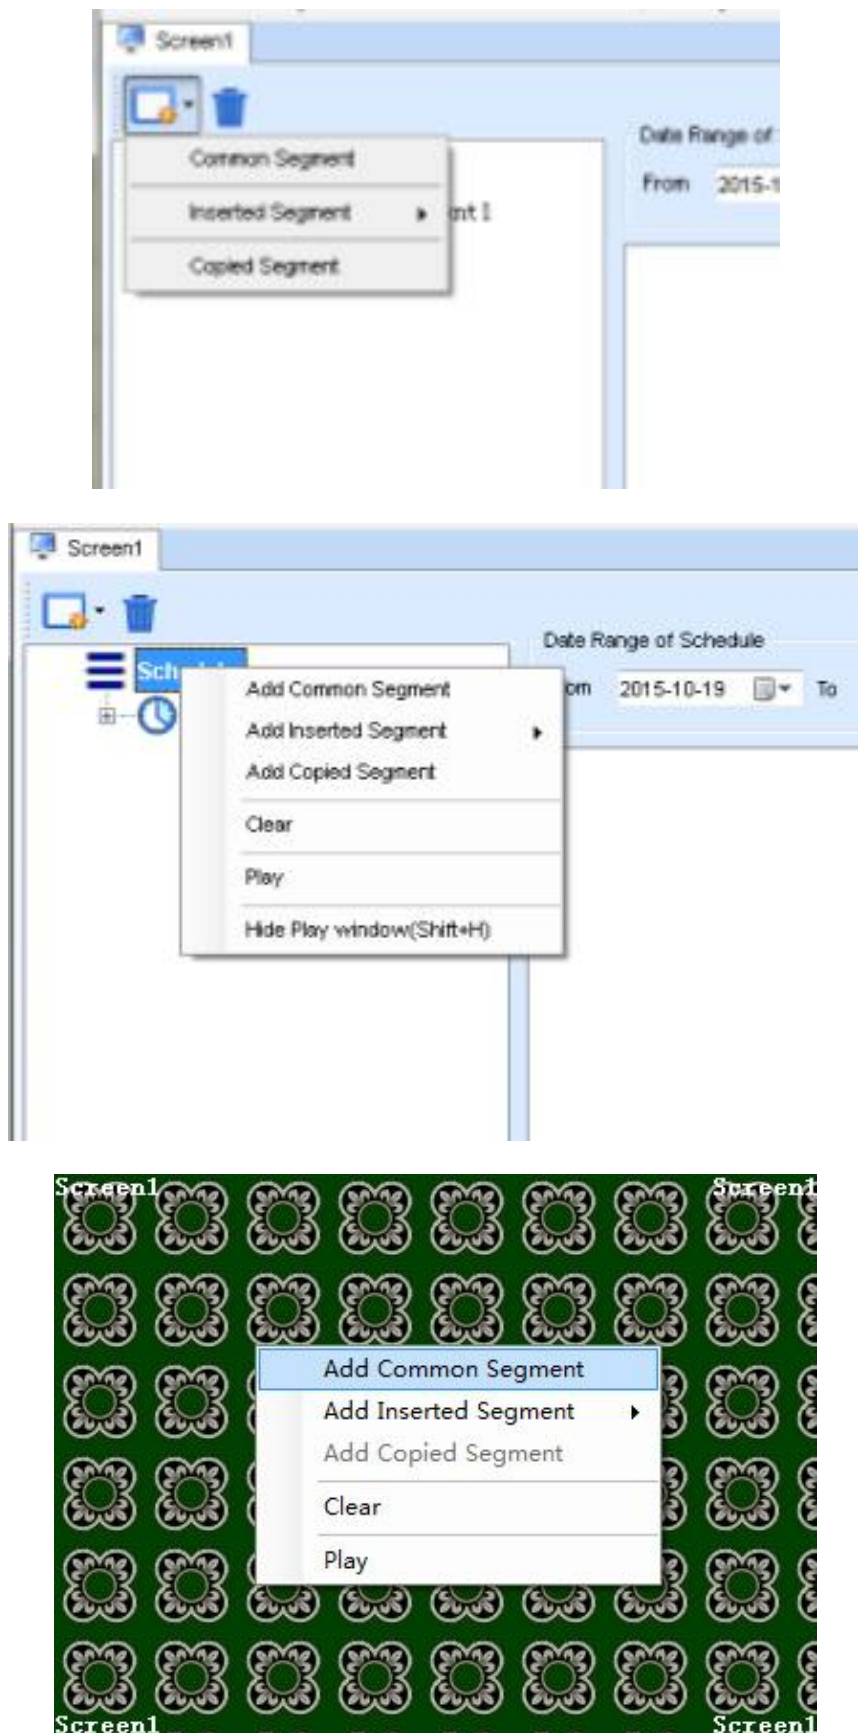 Screen1
Date Range of
Common Segment
From 2015-1
Inserted Segment
nt1
Copied Segment
Screen1
Date Range of Schedule
Add Common Segment
om 2015-10-19 To
Add Inserted Segment
Add Copied Segment
Clear
Play
Hide Play window(Shift+H)
Screen1 Screen1
Add Common Segment
Add Inserted Segment
Add Copied Segment
Clear
Play
Screen1 Screen1